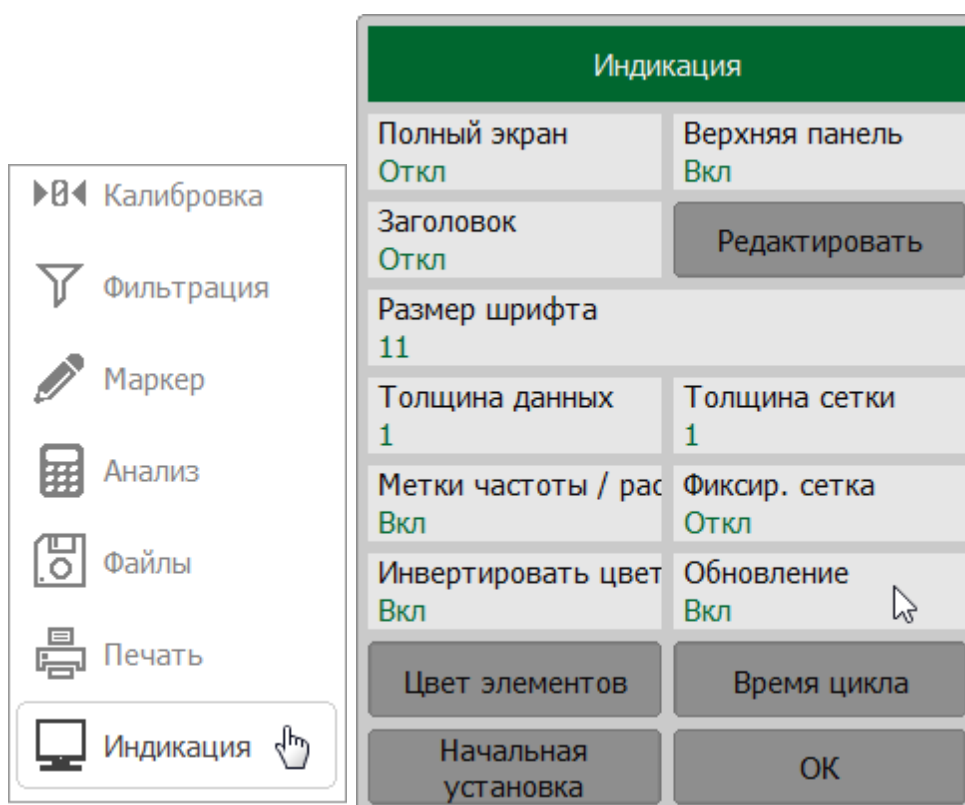 Калибровка
Фильтрация
Маркер
Анализ
Файлы
Печать
Индикация
Индикация
Полный экран
Откл
Верхняя панель
Вкл
Заголовок
Откл
Редактировать
Размер шрифта
11
Толщина данных
1
Толщина сетки
1
Метки частоты / рас
Вкл
Фиксир. сетка
Откл
Инвертировать цвет
Вкл
Обновление
Вкл
Цвет элементов
Время цикла
Начальная
установка
ОК